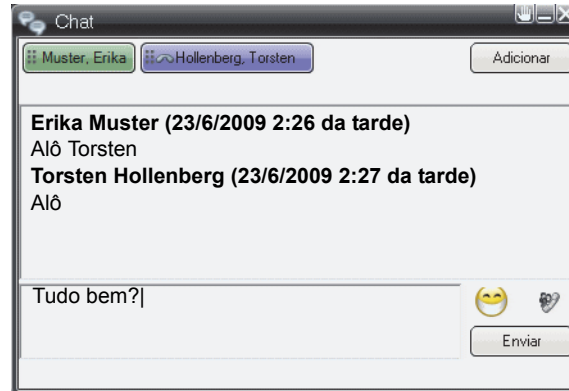 Chat
Muster, Erika Hollenberg, Torsten Adicionar
Erika Muster (23/6/2009 2:26 da tarde)
Alô Torsten
Torsten Hollenberg (23/6/2009 2:27 da tarde)
Alô
Tudo bem?
Enviar